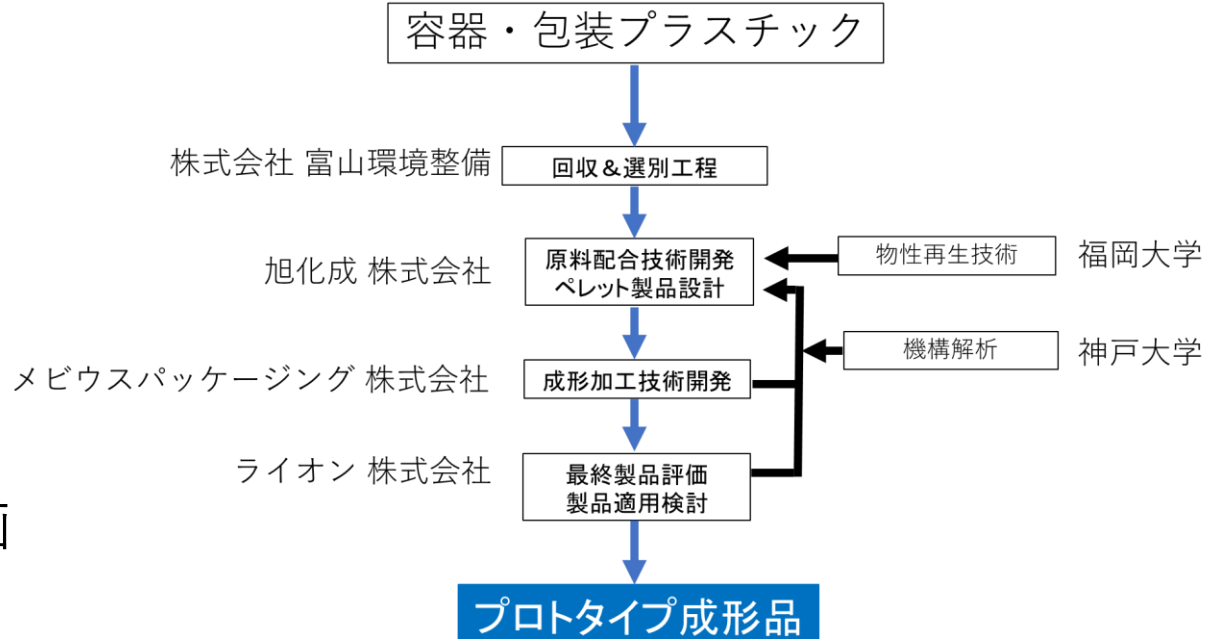 容器・包装プラスチック
株式会社 富山環境整備
回収＆選別工程
旭化成 株式会社
原料配合技術開発
ペレット製品設計
物性再生技術
福岡大学
機構解析
神戸大学
メビウスパッケージング 株式会社
成形加工技術開発
ライオン 株式会社
最終製品評価
製品適用検討
プロトタイプ成形品